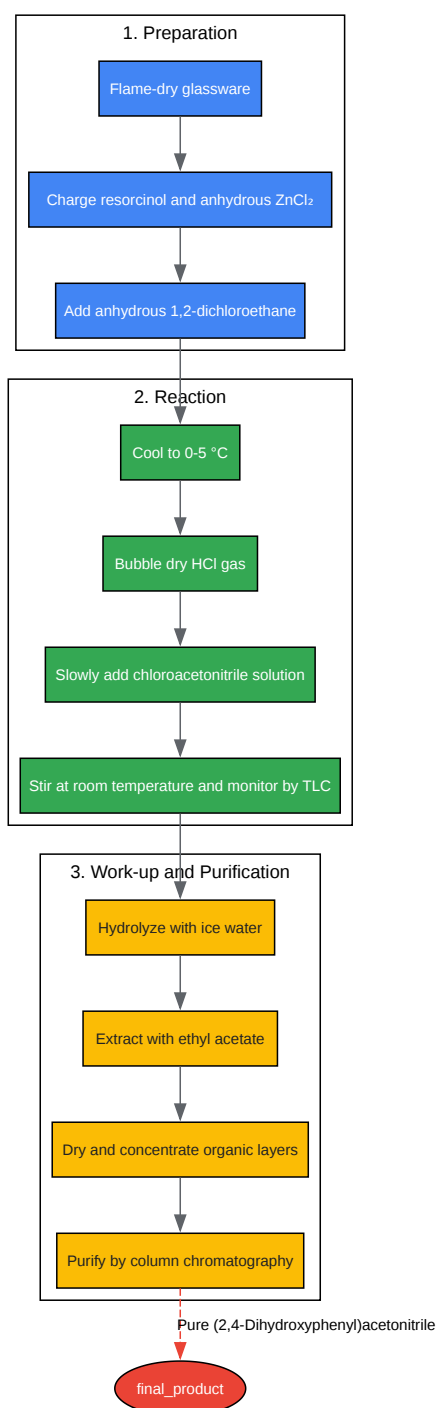 1. Preparation
Flame-dry glassware
Charge resorcinol and anhydrous ZnCl₂
Add anhydrous 1,2-dichloroethane
2. Reaction
Cool to 0-5 °C
Bubble dry HCl gas
Slowly add chloroacetonitrile solution
Stir at room temperature and monitor by TLC
3. Work-up and Purification
Hydrolyze with ice water
Extract with ethyl acetate
Dry and concentrate organic layers
Purify by column chromatography
Pure (2,4-Dihydroxyphenyl)acetonitrile
final_product